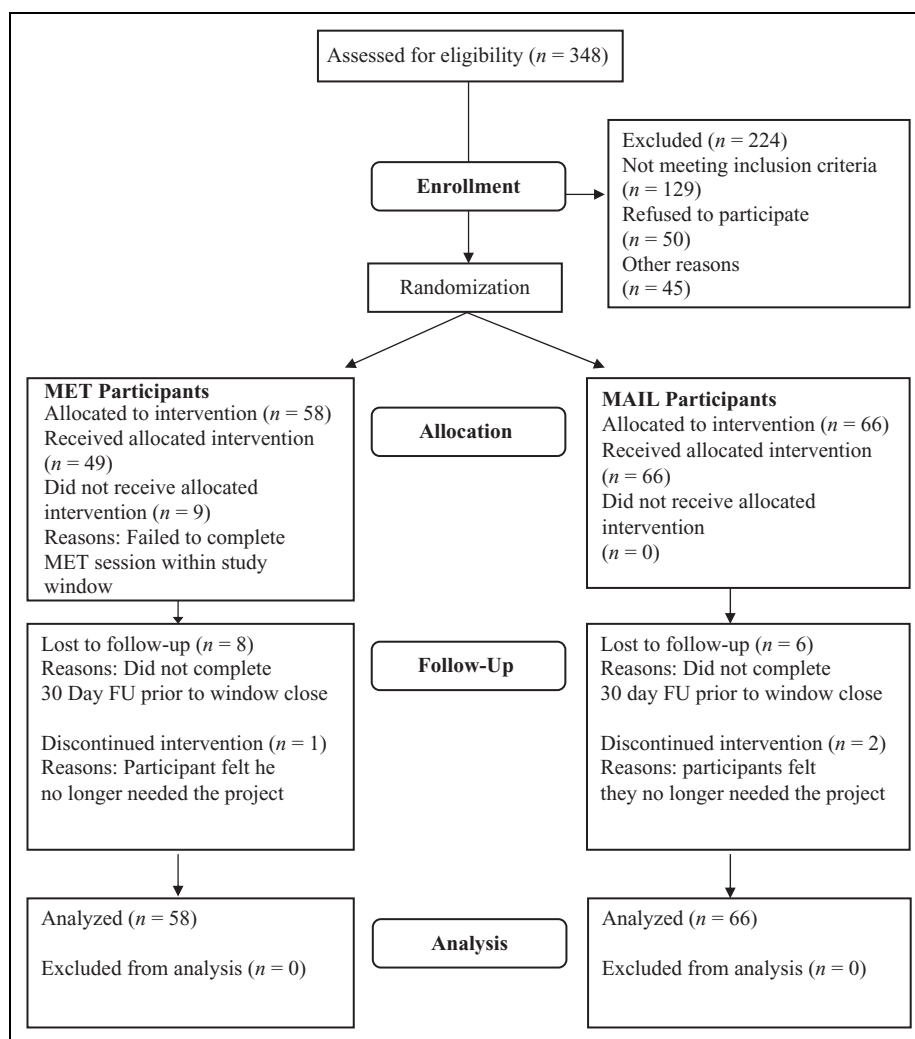 Assessed for eligibility (n = 348)
Excluded (n = 224)
Not meeting inclusion criteria
(n = 129)
Refused to participate
(n = 50)
Other reasons
(n = 45)
Enrollment
Randomization
MET Participants
Allocated to intervention (n = 58)
Received allocated intervention
(n = 49)
Did not receive allocated
intervention (n = 9)
Reasons: Failed to complete
MET session within study
window
Allocation
MAIL Participants
Allocated to intervention (n = 66)
Received allocated intervention
(n = 66)
Did not receive allocated
intervention
(n = 0)
Lost to follow-up (n = 8)
Reasons: Did not complete
30 Day FU prior to window close
Discontinued intervention (n = 1)
Reasons: Participant felt he
no longer needed the project
Follow-Up
Lost to follow-up (n = 6)
Reasons: Did not complete
30 day FU prior to window close
Discontinued intervention (n = 2)
Reasons: participants felt
they no longer needed the project
Analyzed (n = 58)
Excluded from analysis (n = 0)
Analysis
Analyzed (n = 66)
Excluded from analysis (n = 0)